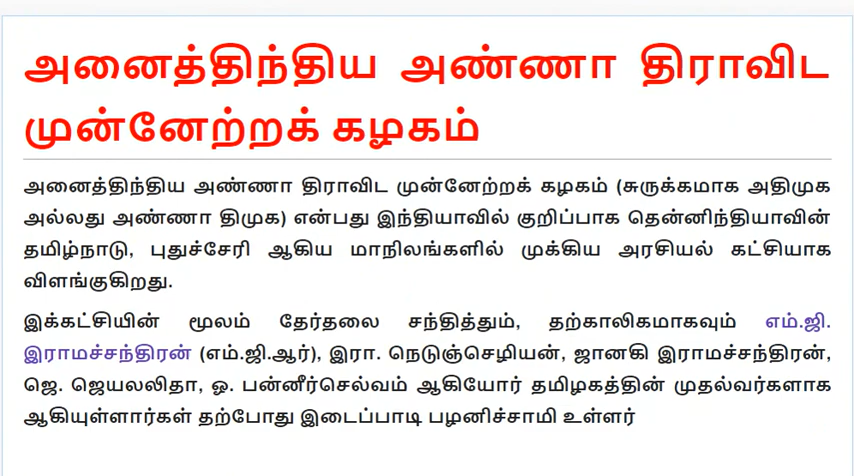 அனைத்திந்திய அண்ணா திராவிட
முன்னேற்றக் கழகம்
அனைத்திந்திய அண்ணா திராவிட முன்னேற்றக் கழகம் (சுருக்கமாக அதிமுக
அல்லது அண்ணா திமுக) என்பது இந்தியாவில் குறிப்பாக தென்னிந்தியாவின்
தமிழ்நாடு, புதுச்சேரி ஆகிய மாநிலங்களில் முக்கிய அரசியல் கட்சியாக
விளங்குகிறது.
இக்கட்சியின் மூலம் தேர்தலை சந்தித்தும், தற்காலிகமாகவும் எம்.ஜி.
இராமச்சந்திரன் (எம்.ஜி.ஆர்), இரா. நெடுஞ்செழியன், ஜானகி இராமச்சந்திரன்,
ஜெ. ஜெயலலிதா, ஓ. பன்னீர்செல்வம் ஆகியோர் தமிழகத்தின் முதல்வர்களாக
ஆகியுள்ளார்கள் தற்போது இடைப்பாடி பழனிச்சாமி உள்ளர்